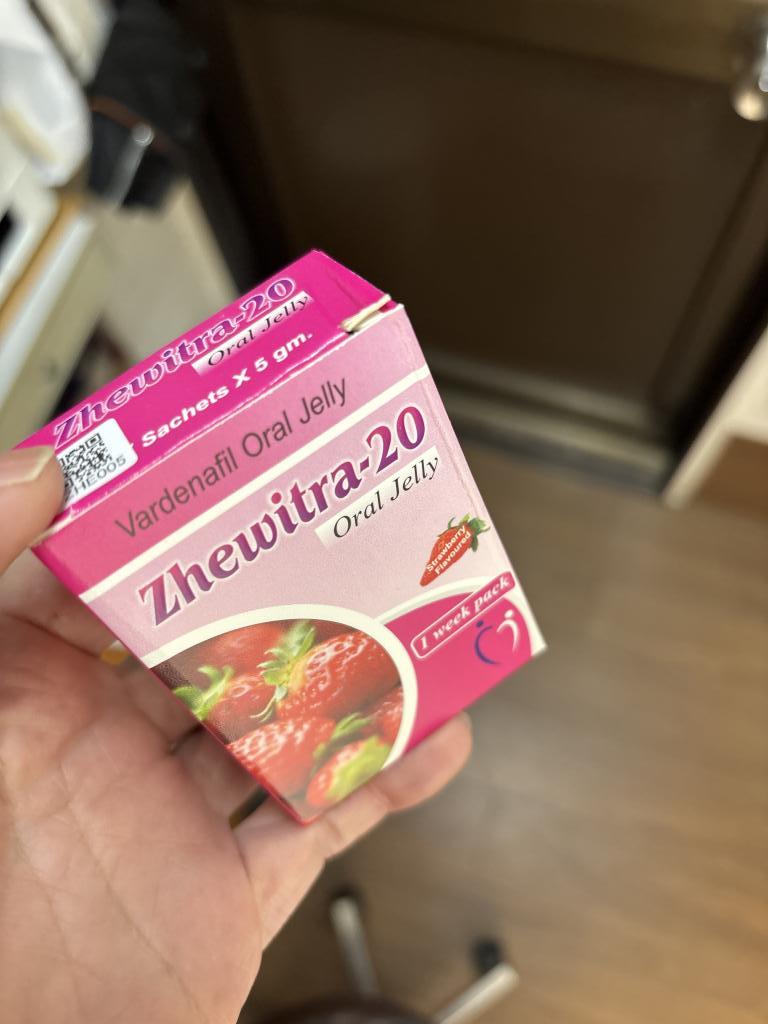 Zhewitra-20
Oral Jelly
Sachets X 5 gm.
HE005
Vardenafil Oral Jelly
Zhewitra-20
Oral Jelly
Strawberry
Flavoured
1 week pack